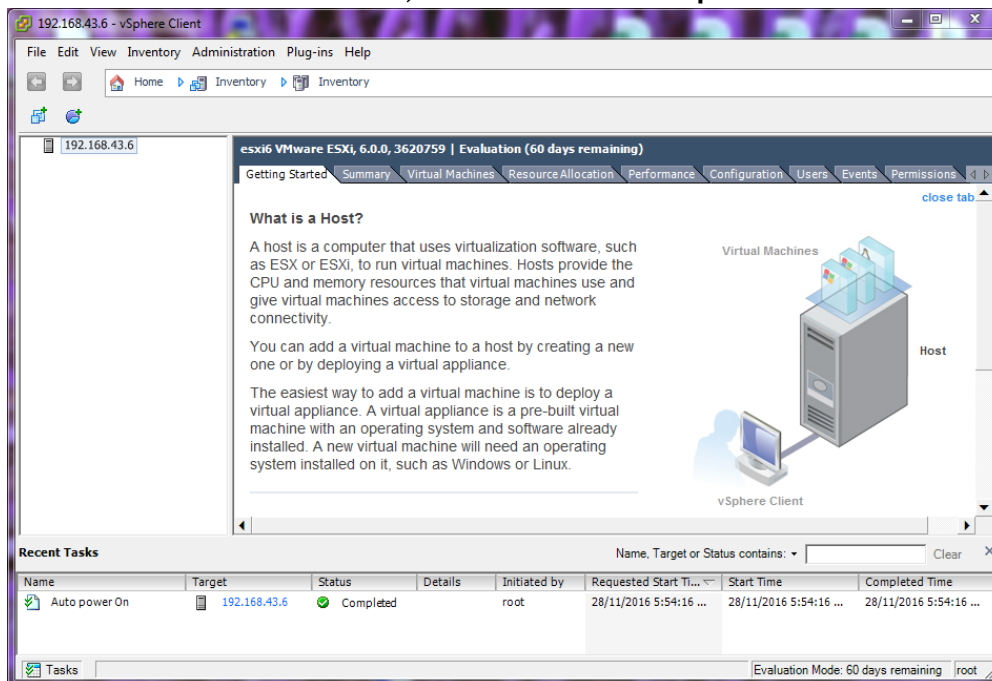 192.168.43.6 - vSphere Client
File Edit View Inventory Administration Plug-ins Help
Home Inventory Inventory
192.168.43.6
esxi6 VMware ESXi, 6.0.0, 3620759 | Evaluation (60 days remaining)
Getting Started Summary Virtual Machines Resource Allocation Performance Configuration Users Events Permissions
close tab
What is a Host?
A host is a computer that uses virtualization software, such
as ESX or ESXi, to run virtual machines. Hosts provide the
CPU and memory resources that virtual machines use and
give virtual machines access to storage and network
connectivity.
You can add a virtual machine to a host by creating a new
one or by deploying a virtual appliance.
The easiest way to add a virtual machine is to deploy a
virtual appliance. A virtual appliance is a pre-built virtual
machine with an operating system and software already
installed. A new virtual machine will need an operating
system installed on it, such as Windows or Linux.
Virtual Machines
Host
vSphere Client
Recent Tasks
Name, Target or Status contains: Clear
Name Target Status Details Initiated by Requested Start Ti... Start Time Completed Time
Auto power On 192.168.43.6 Completed root 28/11/2016 5:54:16 ... 28/11/2016 5:54:16 ... 28/11/2016 5:54:16 ...
Tasks Evaluation Mode: 60 days remaining root